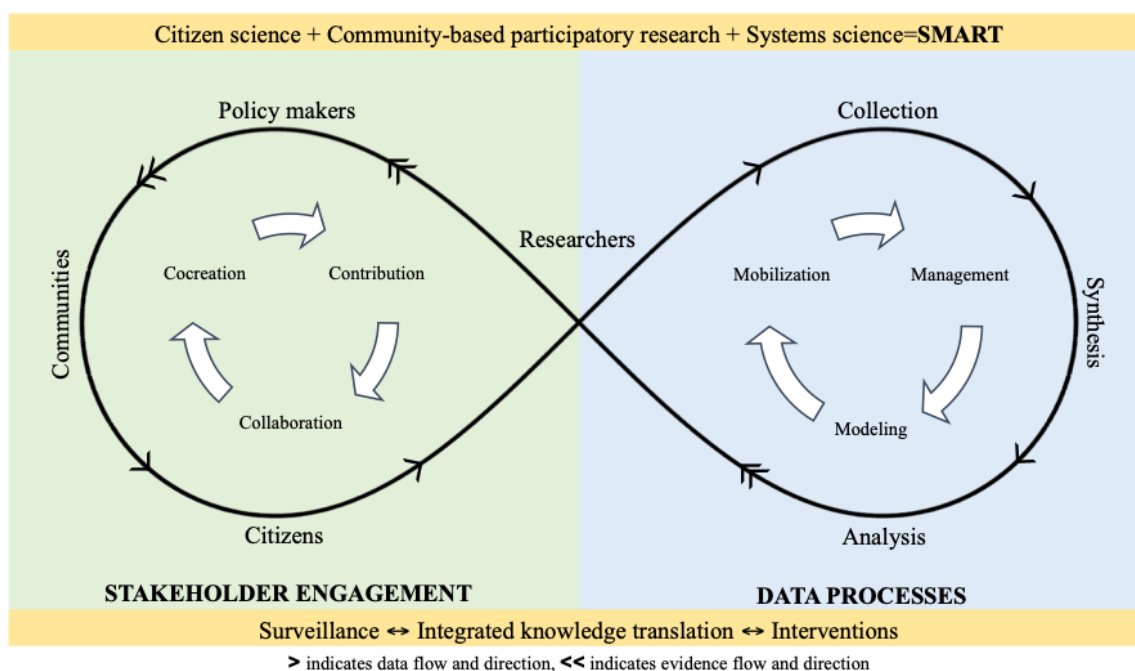 Citizen science + Community-based participatory research + Systems science=SMART
Policy makers
Collection
Researchers
Communities
Cocreation
Contribution
Collaboration
Mobilization
Management
Modeling
Synthesis
Citizens
Analysis
STAKEHOLDER ENGAGEMENT
DATA PROCESSES
Surveillance ↔ Integrated knowledge translation ↔ Interventions
> indicates data flow and direction, << indicates evidence flow and direction